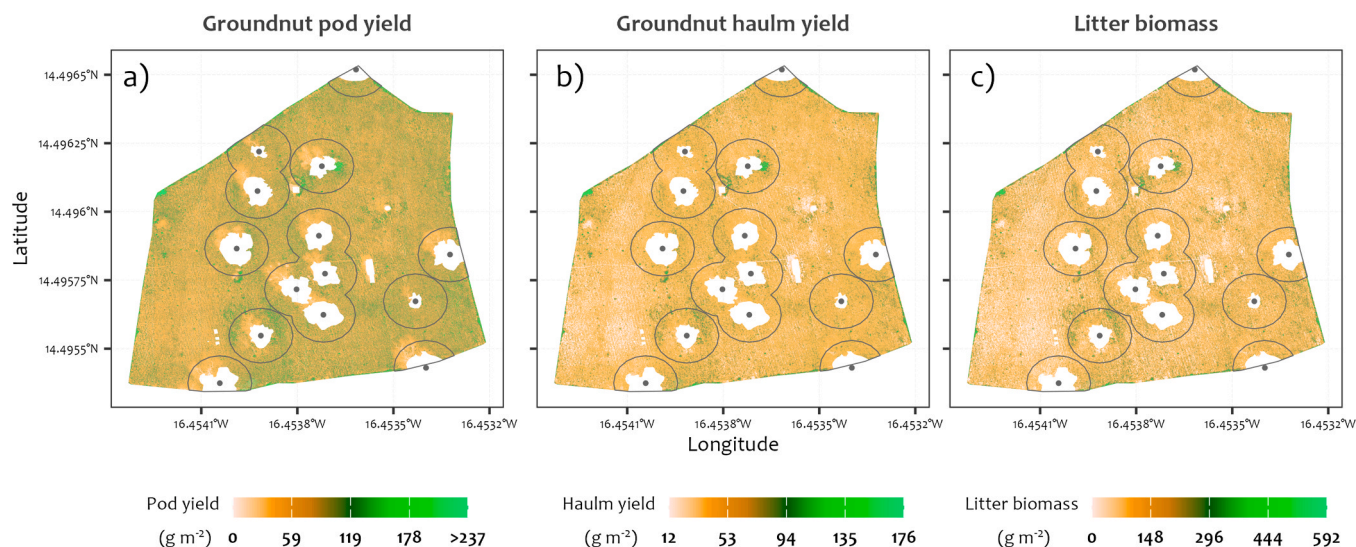 Groundnut pod yield
Groundnut haulm yield
Litter biomass
a)
b)
c)
14.4965°N
14.49625°N
14.496°N
14.49575°N
14.4955°N
Latitude
16.4541°W 16.4538°W 16.4535°W 16.4532°W
16.4541°W 16.4538°W 16.4535°W 16.4532°W
16.4541°W 16.4538°W 16.4535°W 16.4532°W
Longitude
Pod yield
(g m⁻²) 0 59 119 178 >237
Haulm yield
(g m⁻²) 12 53 94 135 176
Litter biomass
(g m⁻²) 0 148 296 444 592